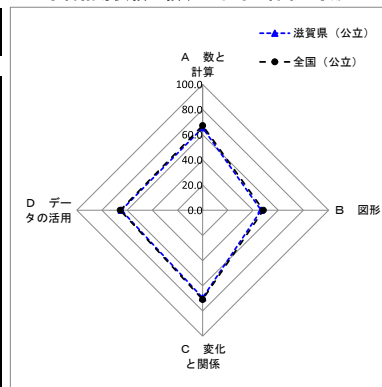 滋賀県（公立）
全国（公立）
A 数と
計算
100.0
80.0
60.0
40.0
20.0
0.0
D デー
タの活用
B 図形
C 変化
と関係